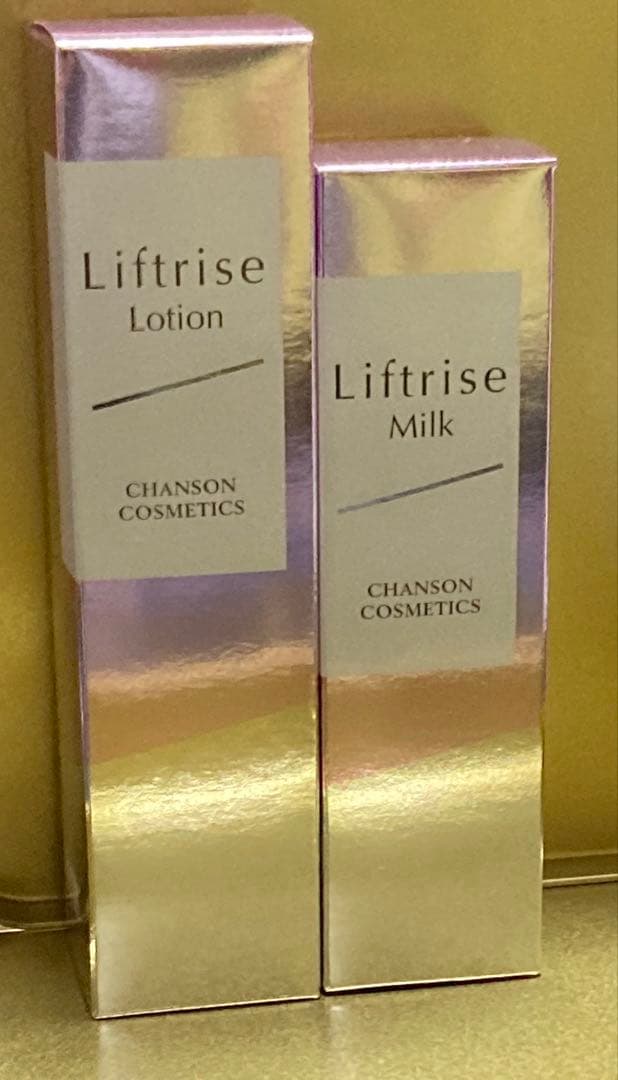 Liftrise
Lotion
CHANSON
COSMETICS
Liftrise
Milk
CHANSON
COSMETICS